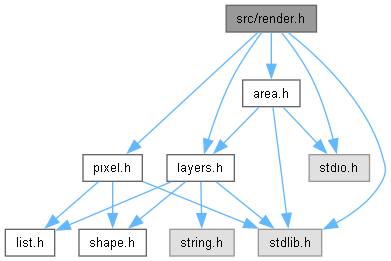 src/render.h
area.h
pixel.h
layers.h
stdio.h
list.h
shape.h
string.h
stdlib.h